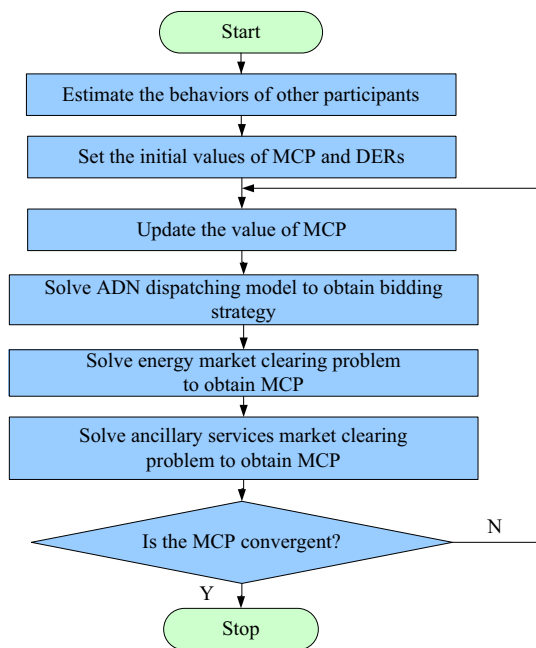 Start
Estimate the behaviors of other participants
Set the initial values of MCP and DERs
Update the value of MCP
Solve ADN dispatching model to obtain bidding
strategy
Solve energy market clearing problem
to obtain MCP
Solve ancillary services market clearing
problem to obtain MCP
Is the MCP convergent?
N
Y
Stop